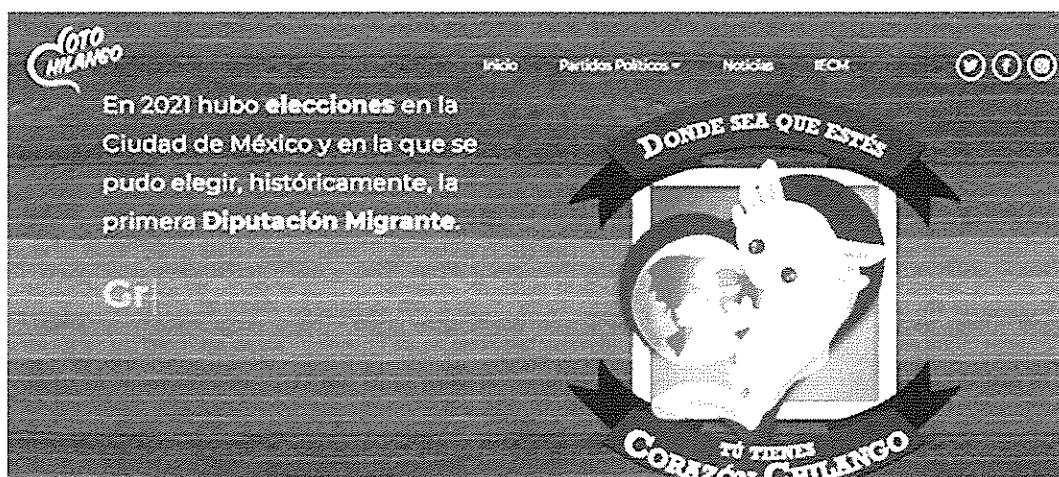 VOTO
CHILANGO
Inicio Partidos Políticos Noticias IECM
En 2021 hubo elecciones en la
Ciudad de México y en la que se
pudo elegir, históricamente, la
primera Diputación Migrante.
Gr
DONDE SEA QUE ESTÉS
TÚ TIENES
CORAZÓN CHILANGO